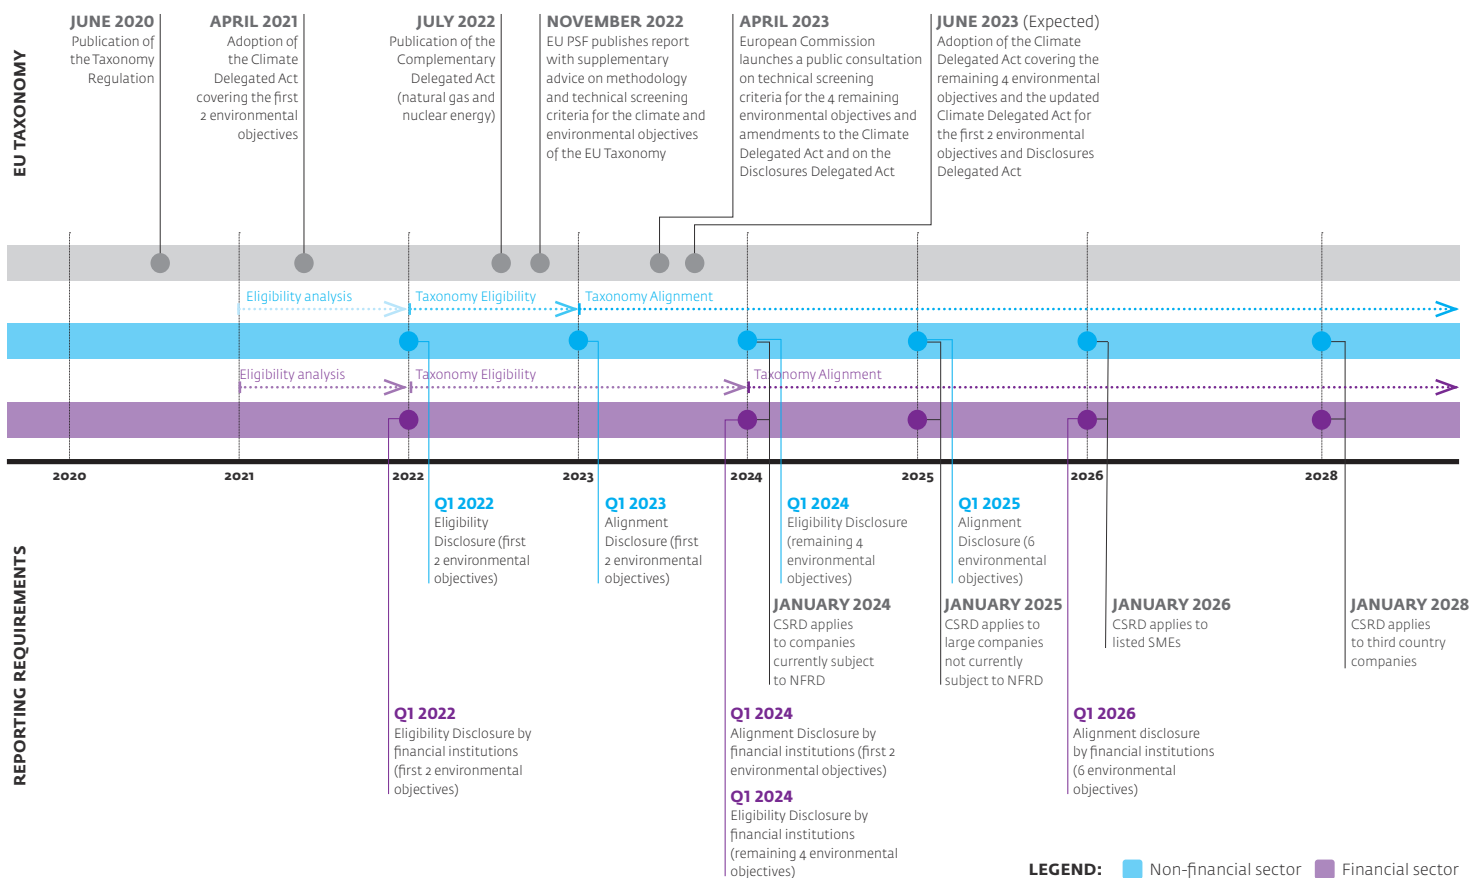 EU TAXONOMY
JUNE 2020
Publication of
the Taxonomy
Regulation
APRIL 2021
Adoption of
the Climate
Delegated Act
covering the first
2 environmental
objectives
JULY 2022
Publication of the
Complementary
Delegated Act
(natural gas and
nuclear energy)
NOVEMBER 2022
EU PSF publishes report
with supplementary
advice on methodology
and technical screening
criteria for the climate and
environmental objectives
of the EU Taxonomy
APRIL 2023
European Commission
launches a public consultation
on technical screening
criteria for the 4 remaining
environmental objectives and
amendments to the Climate
Delegated Act and on the
Disclosures Delegated Act
JUNE 2023 (Expected)
Adoption of the Climate
Delegated Act covering the
remaining 4 environmental
objectives and the updated
Climate Delegated Act for
the first 2 environmental
objectives and Disclosures
Delegated Act
Eligibility analysis
Taxonomy Eligibility
Taxonomy Alignment
Eligibility analysis
Taxonomy Eligibility
Taxonomy Alignment
2020
2021
2022
2023
2024
2025
2026
2028
REPORTING REQUIREMENTS
Q1 2022
Eligibility
Disclosure (first
2 environmental
objectives)
Q1 2023
Alignment
Disclosure (first
2 environmental
objectives)
Q1 2024
Eligibility Disclosure
(remaining 4
environmental
objectives)
Q1 2025
Alignment
Disclosure (6
environmental
objectives)
JANUARY 2024
CSRD applies
to companies
currently subject
to NFRD
JANUARY 2025
CSRD applies to
large companies
not currently
subject to NFRD
JANUARY 2026
CSRD applies to
listed SMEs
JANUARY 2028
CSRD applies
to third country
companies
Q1 2022
Eligibility Disclosure by
financial institutions
(first 2 environmental
objectives)
Q1 2024
Alignment Disclosure by
financial institutions (first 2
environmental objectives)
Q1 2024
Eligibility Disclosure by
financial institutions
(remaining 4 environmental
objectives)
Q1 2026
Alignment disclosure
by financial institutions
(6 environmental
objectives)
LEGEND: Non-financial sector Financial sector